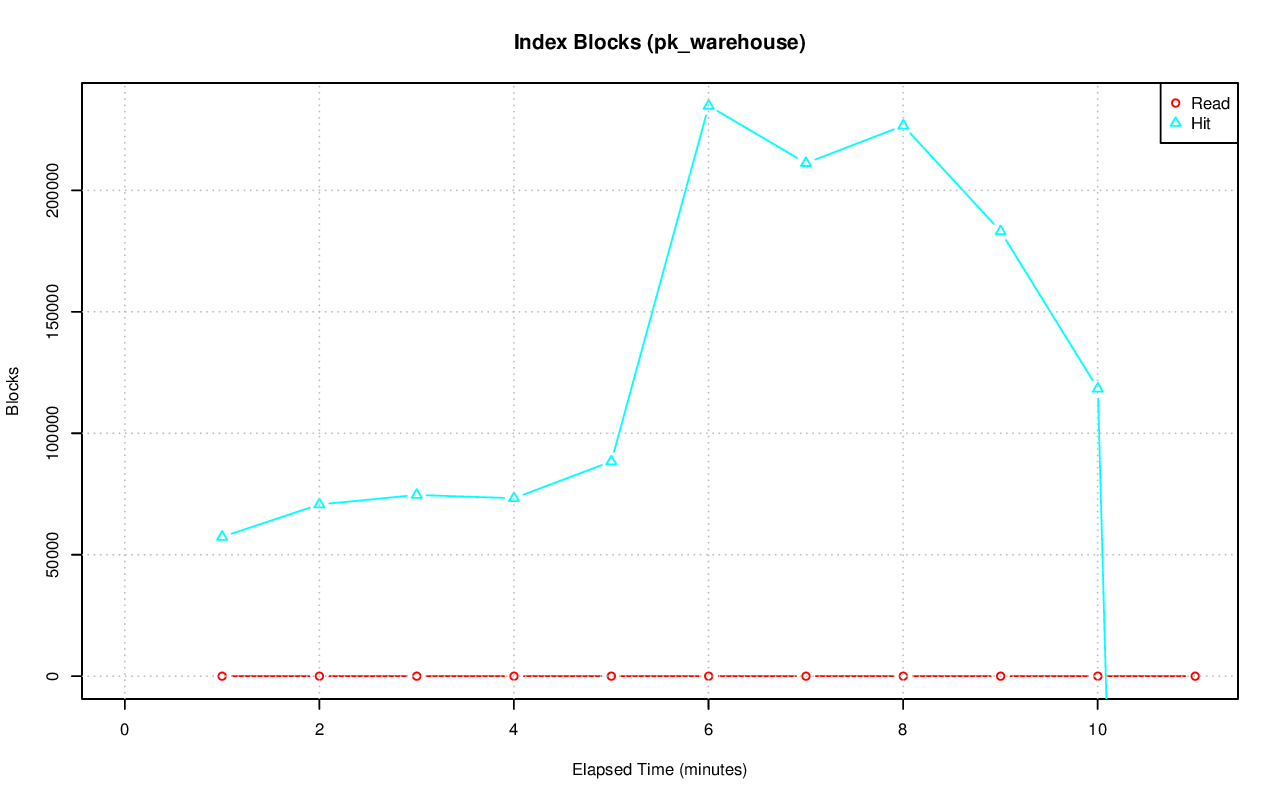 Index Blocks (pk_warehouse)
Read
Hit
Blocks
200000
150000
100000
50000
0
0 2 4 6 8 10
Elapsed Time (minutes)